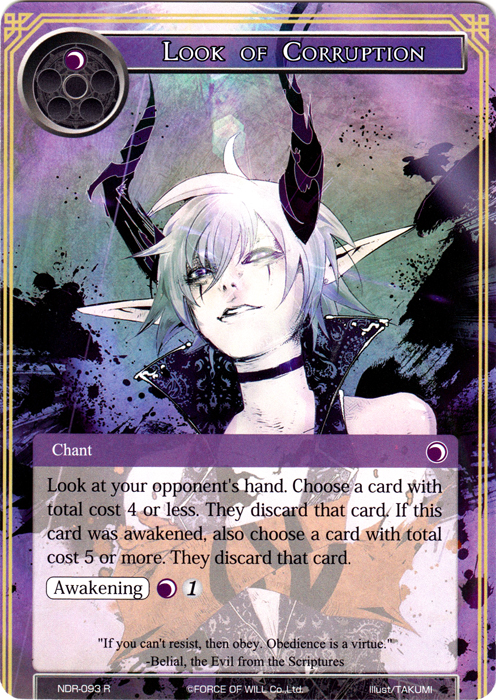 LOOK OF CORRUPTION
Chant
Look at your opponent's hand. Choose a card with
total cost 4 or less. They discard that card. If this
card was awakened, also choose a card with total
cost 5 or more. They discard that card.
Awakening 1
"If you can't resist, then obey. Obedience is a virtue."
-Belial, the Evil from the Scriptures
NDR-093 R ©FORCE OF WILL Co.,Ltd. Illust/TAKUMI